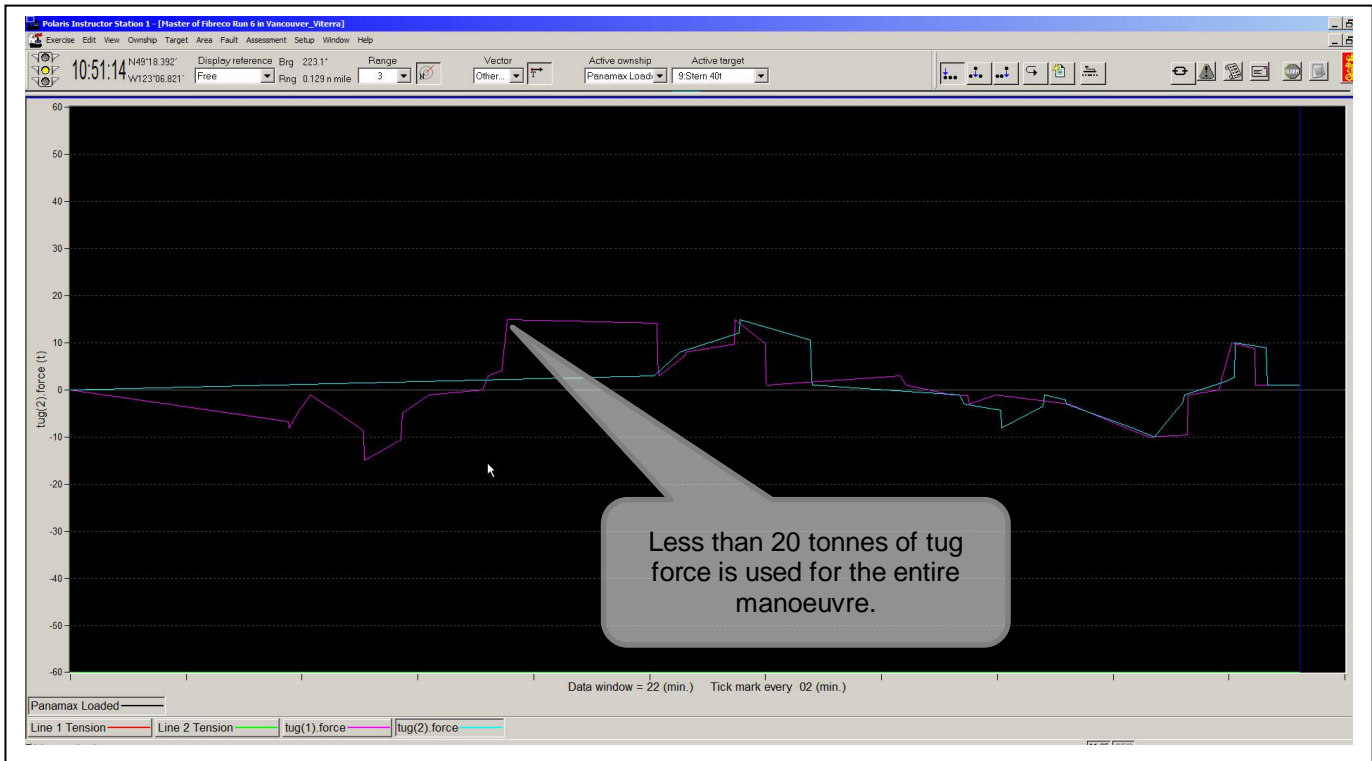 Polaris Instructor Station 1 - [Master of Fibreco Run 6 in Vancouver_Viterra]
Exercise Edit View Ownship Target Area Fault Assessment Setup Window Help
10:51:14
N49°18.392'
W123°06.821'
Display reference
Free
Brg 223.1°
Rng 0.129 n mile
Range
3
N
Vector
Other...
T
Active ownship
Panamax Load
Active target
9:Stern 40t
STOP
60
50
40
30
20
10
0
-10
-20
-30
-40
-50
-60
tug(2).force (t)
Less than 20 tonnes of tug
force is used for the entire
manoeuvre.
Data window = 22 (min.) Tick mark every 02 (min.)
Panamax Loaded
Line 1 Tension
Line 2 Tension
tug(1).force
tug(2).force